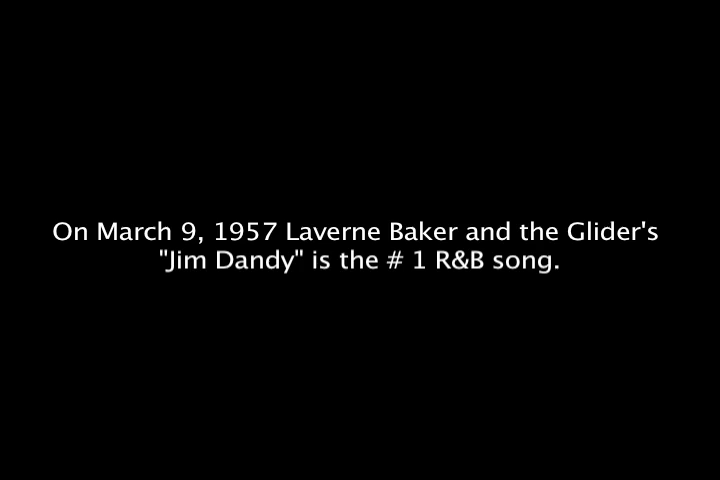 On March 9, 1957 Laverne Baker and the Glider's
"Jim Dandy" is the # 1 R&B song.